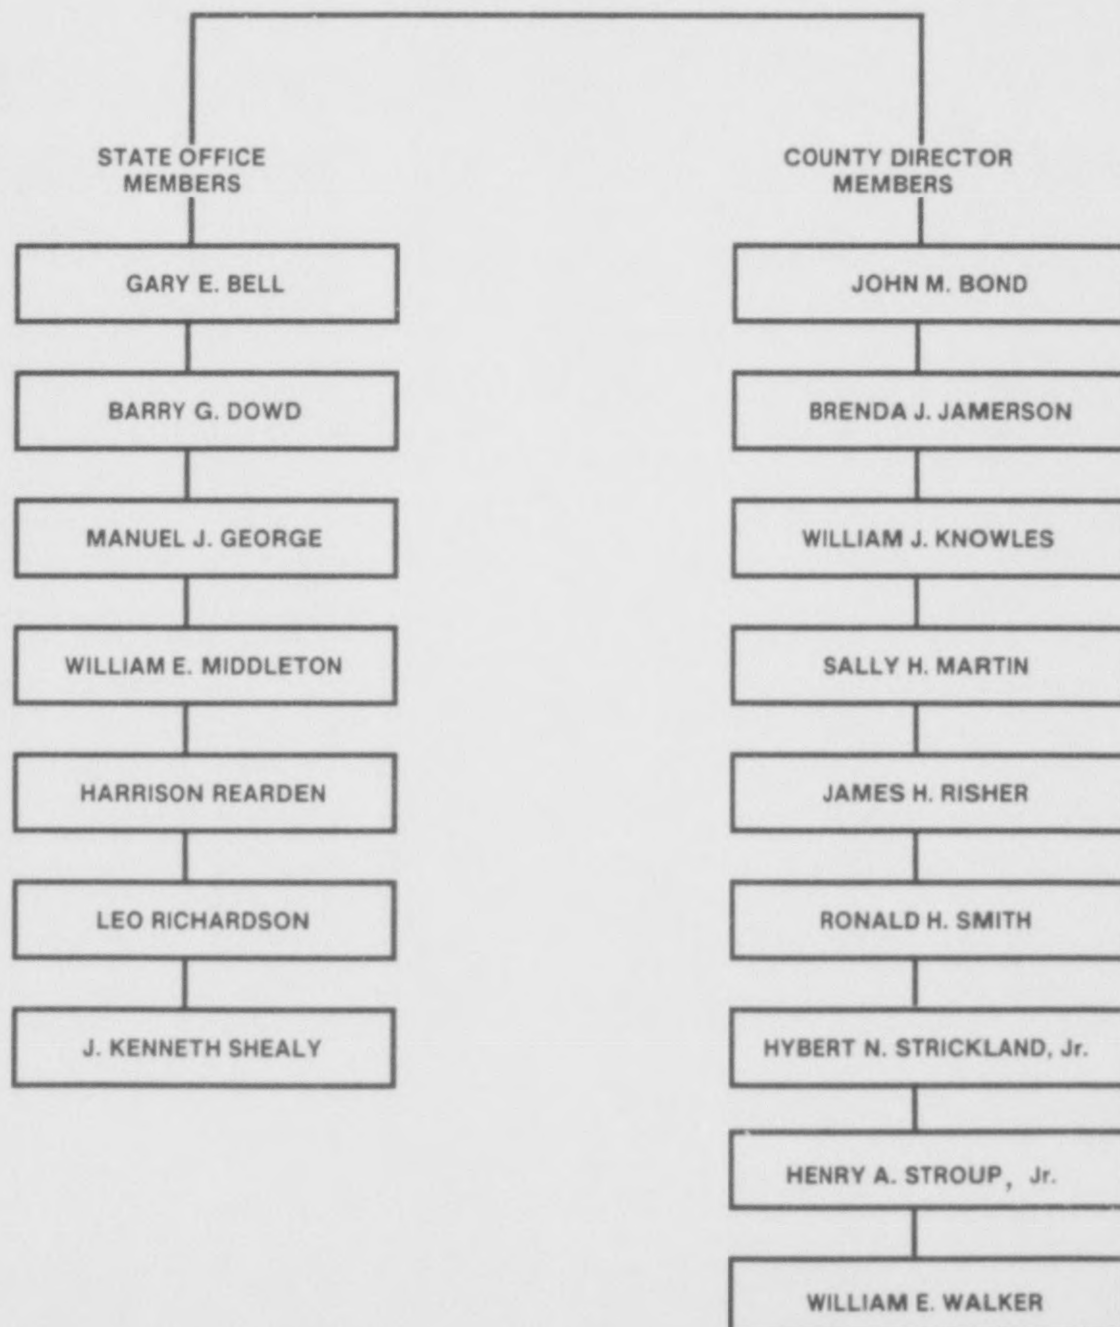 STATE OFFICE
MEMBERS
GARY E. BELL
BARRY G. DOWD
MANUEL J. GEORGE
WILLIAM E. MIDDLETON
HARRISON REARDEN
LEO RICHARDSON
J. KENNETH SHEALY
COUNTY DIRECTOR
MEMBERS
JOHN M. BOND
BRENDA J. JAMERSON
WILLIAM J. KNOWLES
SALLY H. MARTIN
JAMES H. RISHER
RONALD H. SMITH
HYBERT N. STRICKLAND, Jr.
HENRY A. STROUP, Jr.
WILLIAM E. WALKER